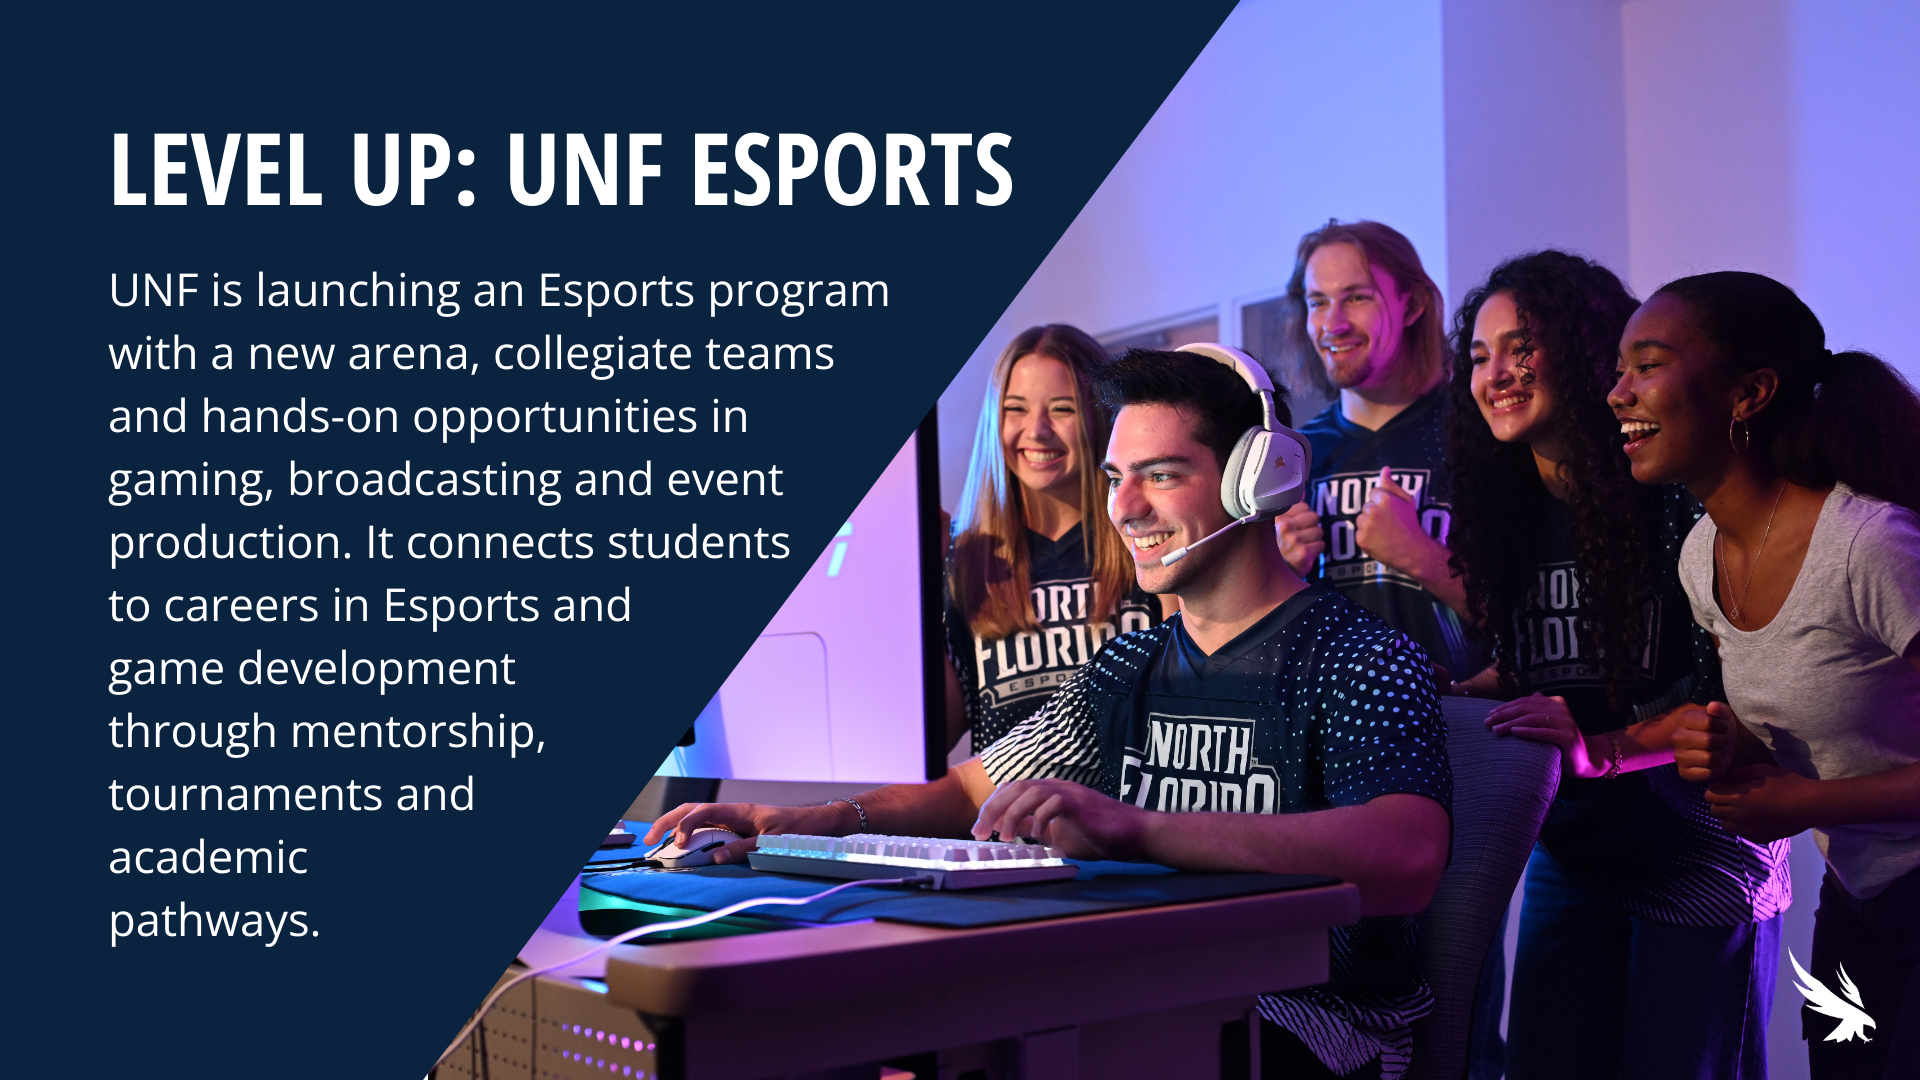 LEVEL UP: UNF ESPORTS
UNF is launching an Esports program
with a new arena, collegiate teams
and hands-on opportunities in
gaming, broadcasting and event
production. It connects students
to careers in Esports and
game development
through mentorship,
tournaments and
academic
pathways.
NORTH
FLORIDA